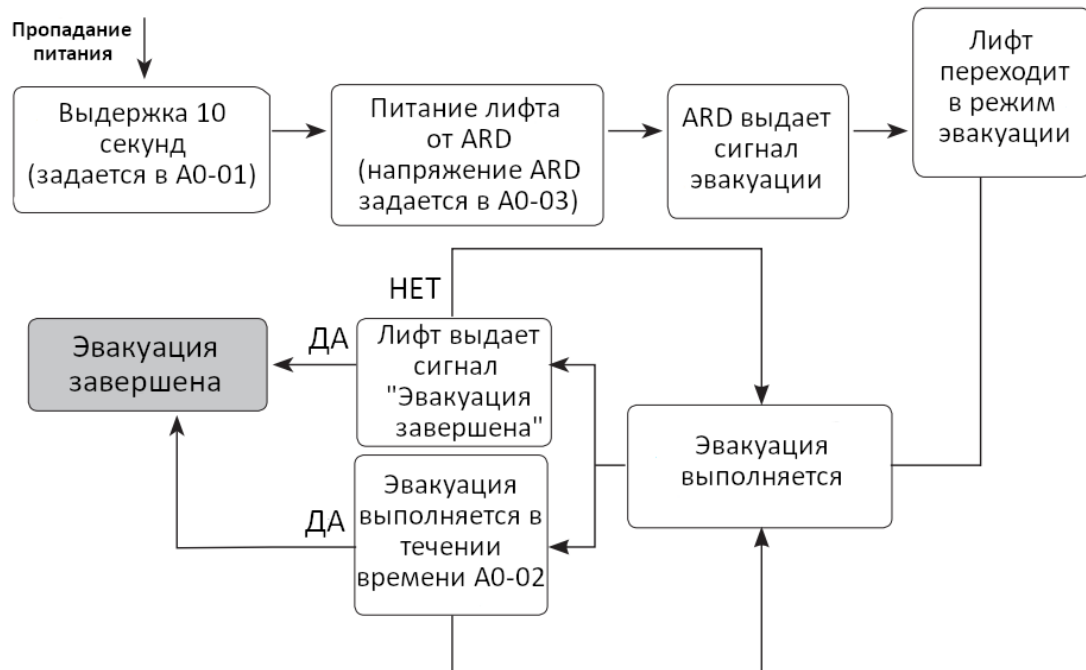 Пропадание
питания
Выдержка 10
секунд
(задается в А0-01)
Питание лифта
от ARD
(напряжение ARD
задается в А0-03)
ARD выдает
сигнал
эвакуации
Лифт
переходит
в режим
эвакуации
НЕТ
ДА
Эвакуация
завершена
Лифт выдает
сигнал
"Эвакуация
завершена"
Эвакуация
выполняется
ДА
Эвакуация
выполняется в
течении
времени А0-02